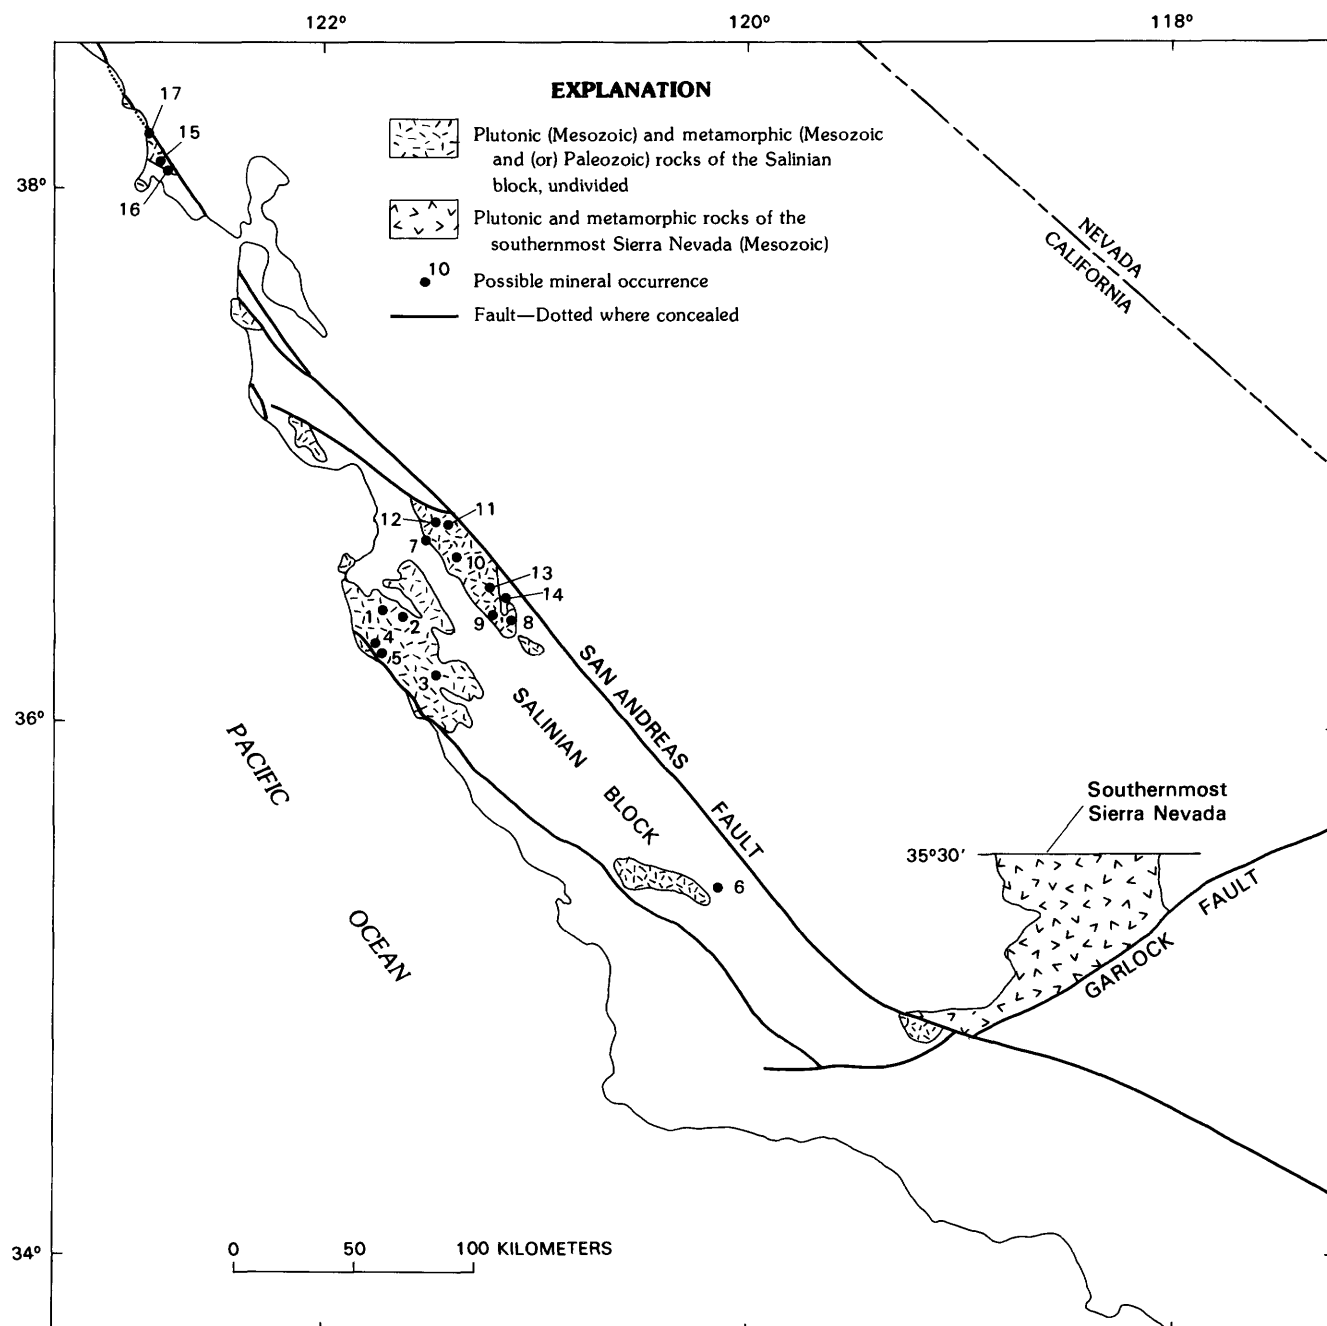 122°
120°
118°
EXPLANATION
Plutonic (Mesozoic) and metamorphic (Mesozoic
and (or) Paleozoic) rocks of the Salinian
block, undivided
Plutonic and metamorphic rocks of the
southernmost Sierra Nevada (Mesozoic)
10
Possible mineral occurrence
Fault—Dotted where concealed
17
15
16
38°
NEVADA
CALIFORNIA
12
11
7
10
13
14
9
8
1
2
4
5
3
36°
SAN ANDREAS FAULT
SALINIAN
BLOCK
PACIFIC
OCEAN
6
Southernmost
Sierra Nevada
35°30'
GARLOCK FAULT
34°
0 50 100 KILOMETERS